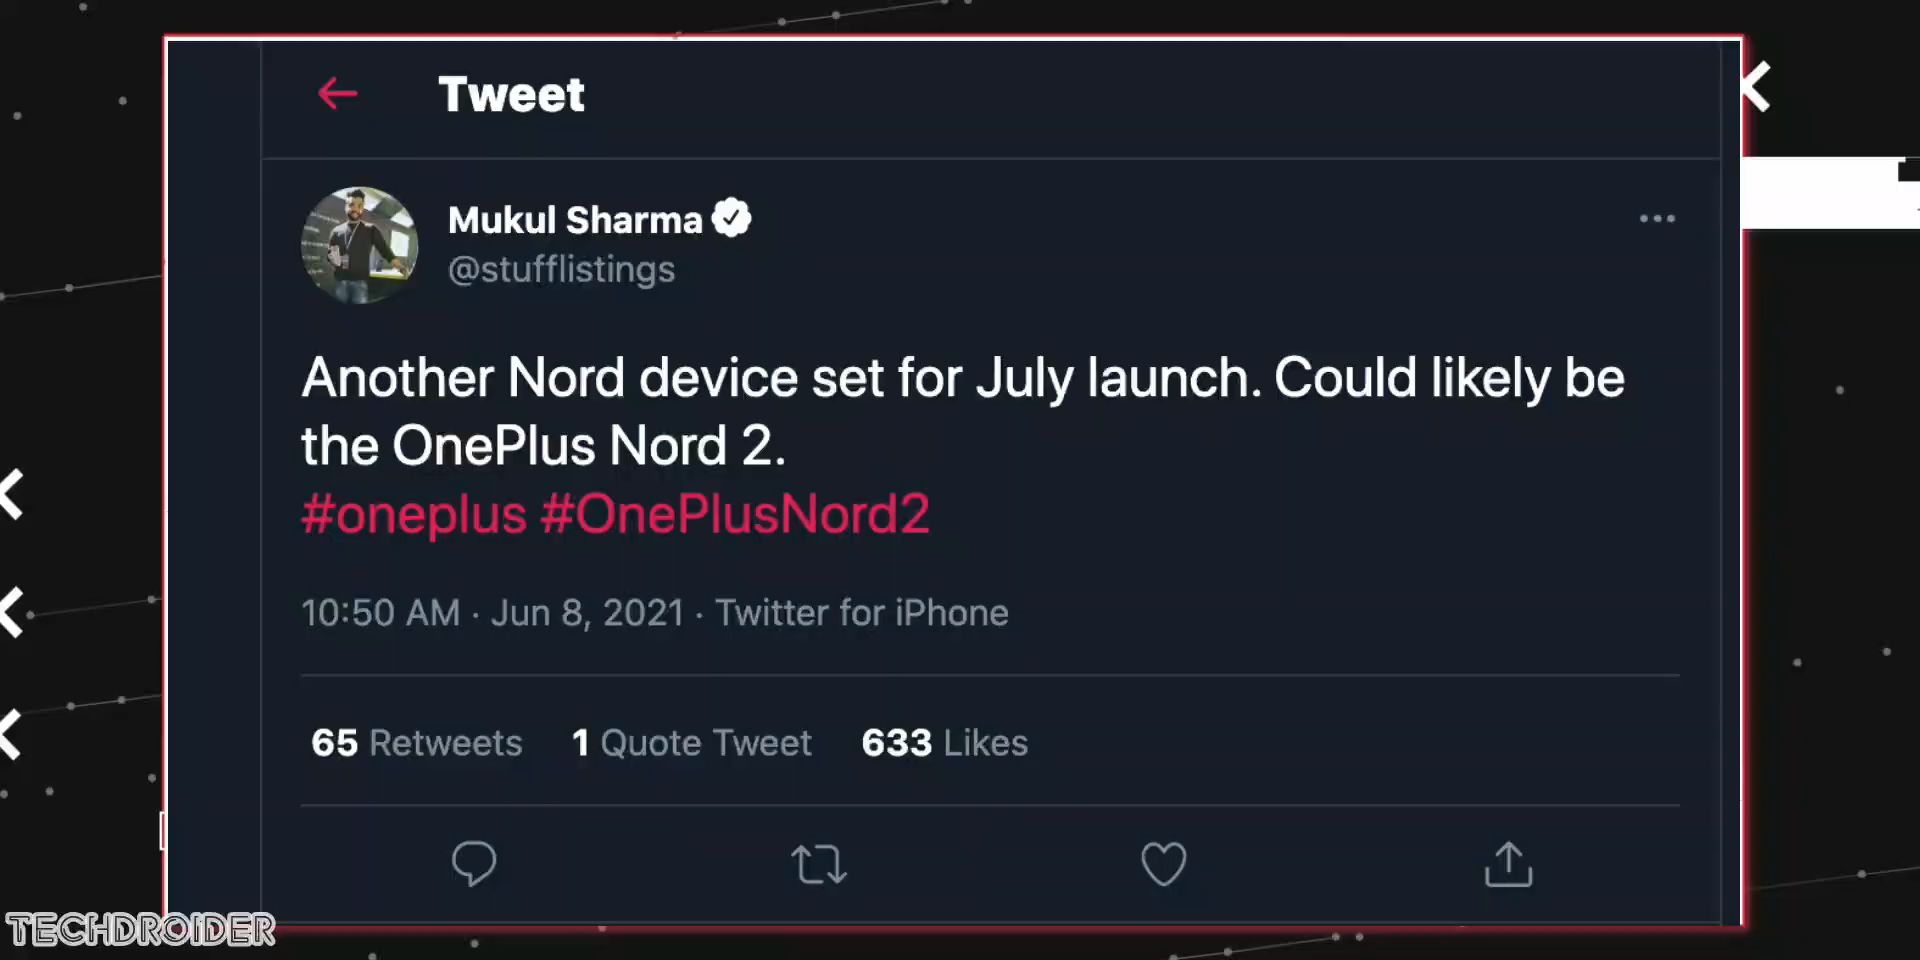 Tweet
Mukul Sharma
@stufflistings
Another Nord device set for July launch. Could likely be
the OnePlus Nord 2.
#oneplus #OnePlusNord2
10:50 AM · Jun 8, 2021 · Twitter for iPhone
65 Retweets 1 Quote Tweet 633 Likes
TECHDROIDER